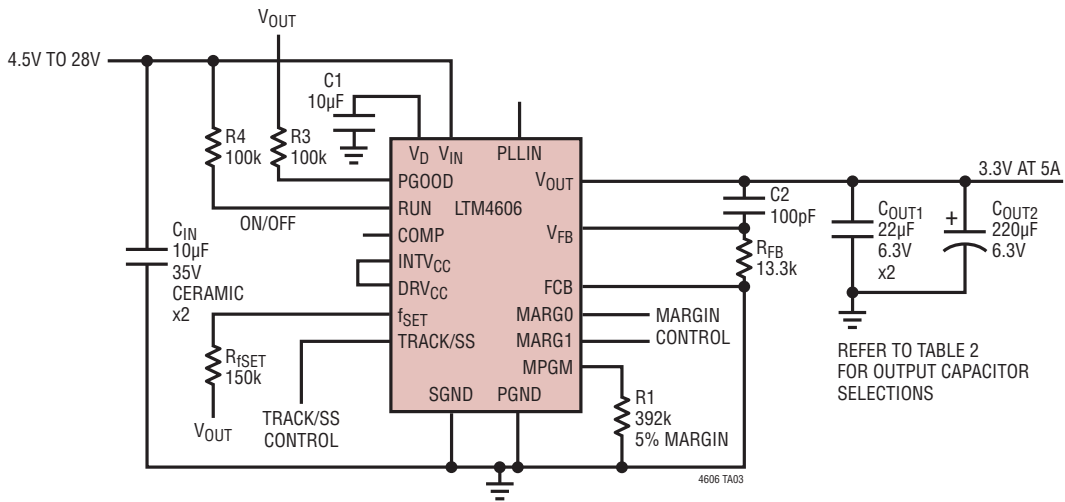 VOUT
4.5V TO 28V
C1
10µF
R4
100k
R3
100k
VD VIN PLLIN
PGOOD
VOUT
RUN LTM4606
ON/OFF
COMP
VFB
INTVCC
DRVCC
FCB
fSET
MARG0
TRACK/SS
MARG1
MPGM
SGND PGND
CIN
10µF
35V
CERAMIC
x2
RfSET
150k
VOUT
TRACK/SS
CONTROL
3.3V AT 5A
C2
100pF
RFB
13.3k
COUT1
22µF
6.3V
x2
+
COUT2
220µF
6.3V
MARGIN
CONTROL
REFER TO TABLE 2
FOR OUTPUT CAPACITOR
SELECTIONS
R1
392k
5% MARGIN
4606 TA03